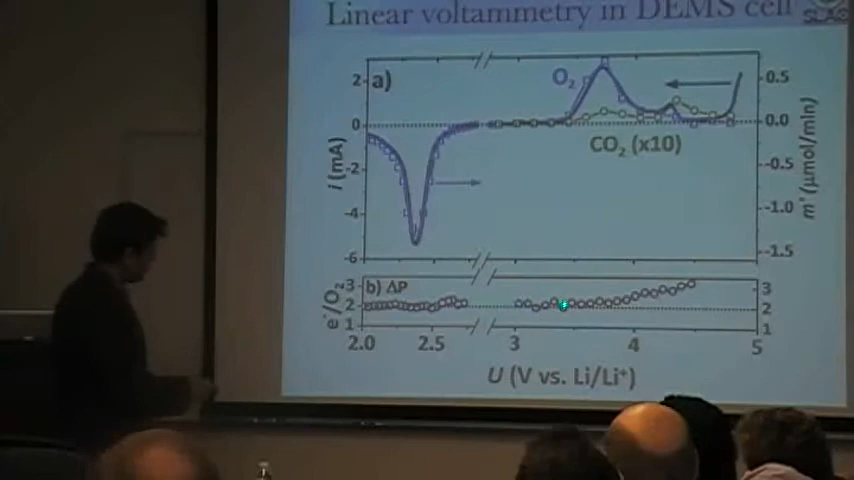 Linear voltammetry in DEMS cell
SLAC
a)
O₂
CO₂ (x10)
I (mA)
2
0
-2
-4
-6
0.5
0.0
-0.5
-1.0
-1.5
m' (μmol/min)
b) ΔP
e⁻/O₂
3
2
1
3
2
1
2.0 2.5 3 4 5
U (V vs. Li/Li⁺)